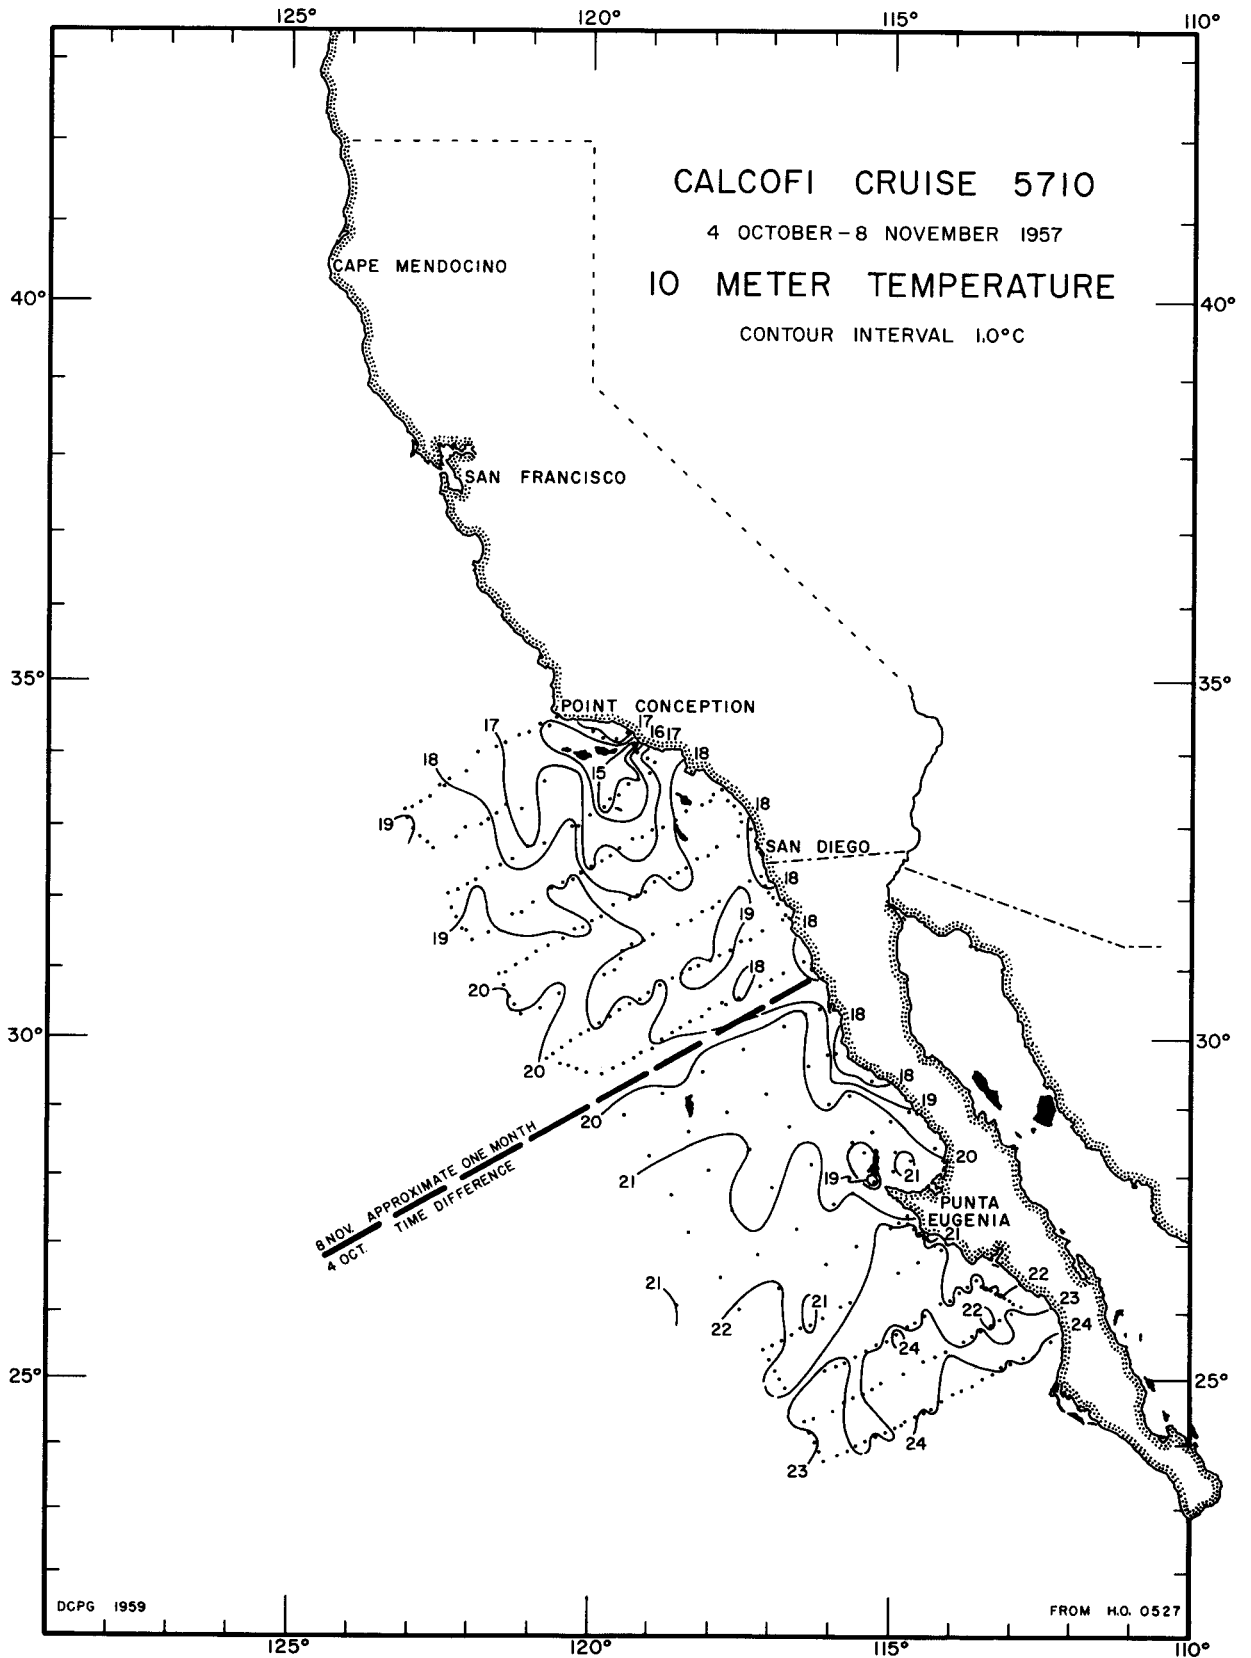 125° 120° 115° 110°
CALCOFI CRUISE 5710
4 OCTOBER – 8 NOVEMBER 1957
CAPE MENDOCINO
10 METER TEMPERATURE
40° 40°
CONTOUR INTERVAL 1.0°C
SAN FRANCISCO
35° 35°
POINT CONCEPTION
17 17 16 17
18 18
15
18
19
SAN DIEGO
18
19 18
19
18
20
18
30° 30°
20 18
19
20
8 NOV. APPROXIMATE ONE MONTH
4 OCT. TIME DIFFERENCE
20
21 19 21
PUNTA
EUGENIA
21
21 22
21 22 23
22 24
24
25° 25°
24
23
DCPG 1959
FROM H.O. 0527
125° 120° 115° 110°